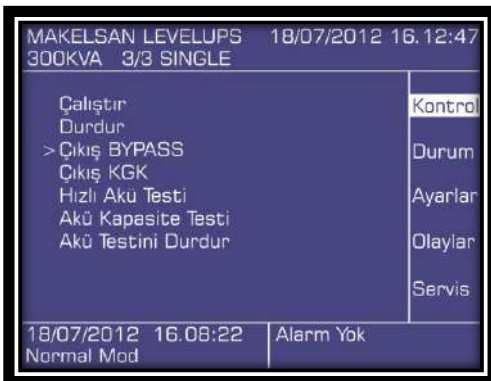 MAKELSAN LEVELUPS 18/07/2012 16.12:47
300KVA 3/3 SINGLE
Çalıştır
Durdur
>Çıkış BYPASS
Çıkış KGK
Hızlı Akü Testi
Akü Kapasite Testi
Akü Testini Durdur
Kontrol
Durum
Ayarlar
Olaylar
Servis
18/07/2012 16.08:22
Normal Mod
Alarm Yok